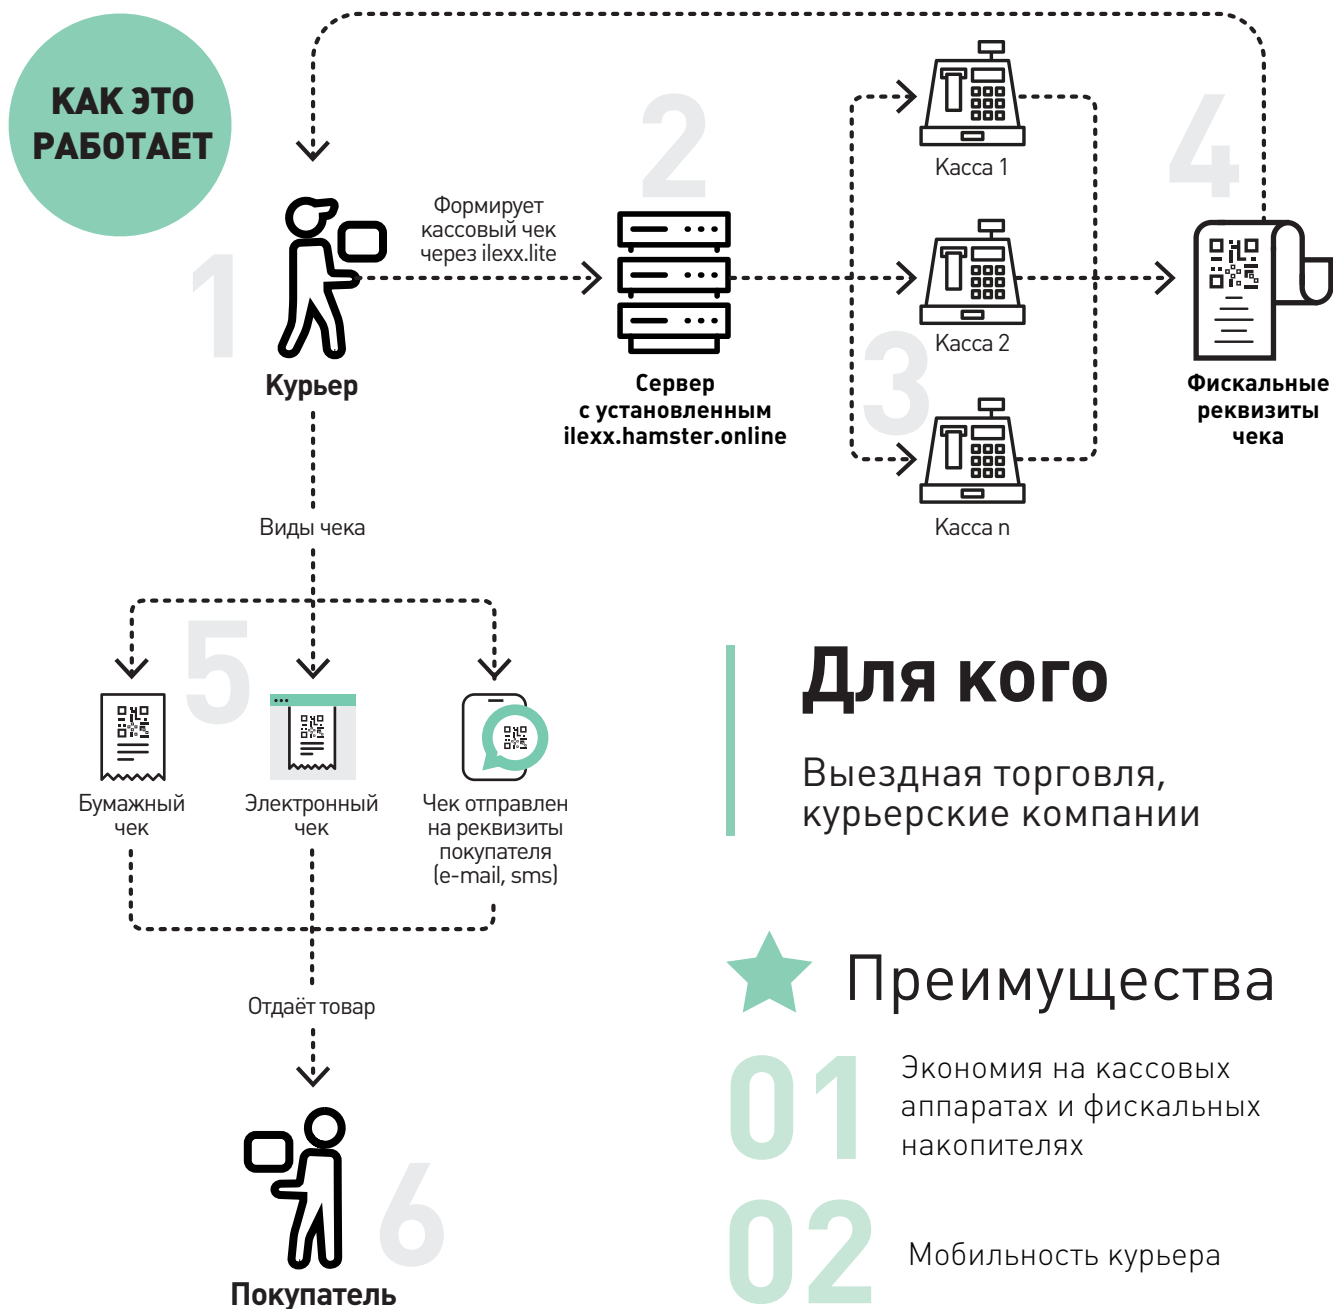 КАК ЭТО
РАБОТАЕТ
1
Курьер
Формирует
кассовый чек
через ilexx.lite
2
Сервер
с установленным
ilexx.hamster.online
3
Касса 1
Касса 2
Касса n
4
Фискальные
реквизиты
чека
Виды чека
5
Бумажный
чек
Электронный
чек
Чек отправлен
на реквизиты
покупателя
(e-mail, sms)
Отдаёт товар
6
Покупатель
Для кого
Выездная торговля,
курьерские компании
Преимущества
01
Экономия на кассовых
аппаратах и фискальных
накопителях
02
Мобильность курьера